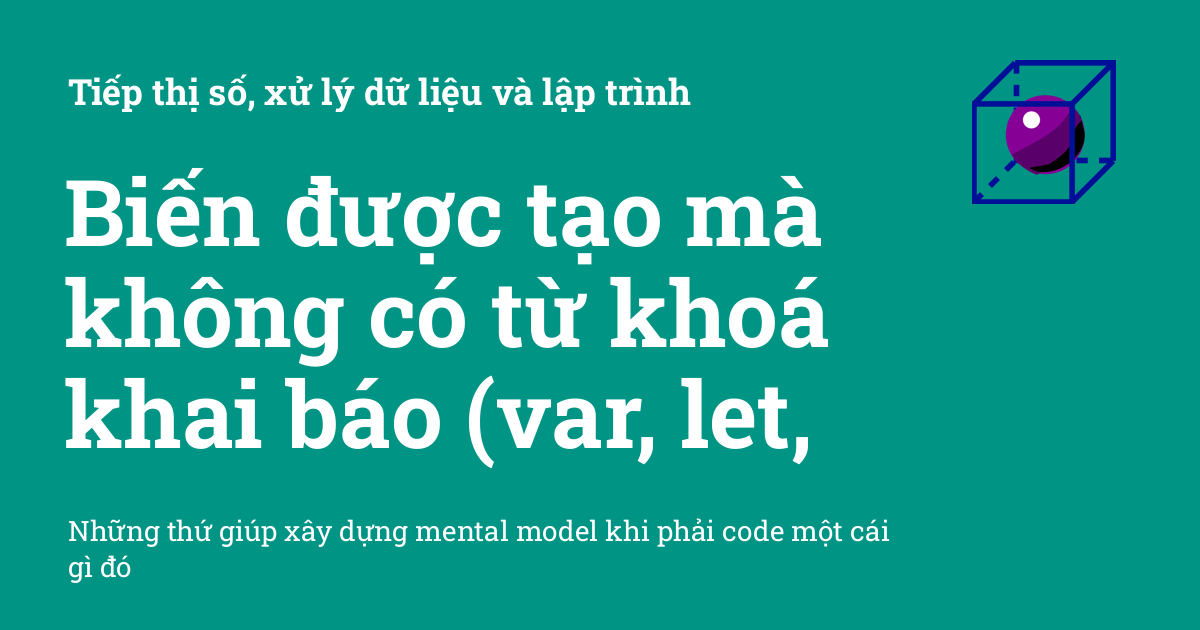 Tiếp thị số, xử lý dữ liệu và lập trình
Biến được tạo mà
không có từ khoá
khai báo (var, let,
Những thứ giúp xây dựng mental model khi phải code một cái
gì đó